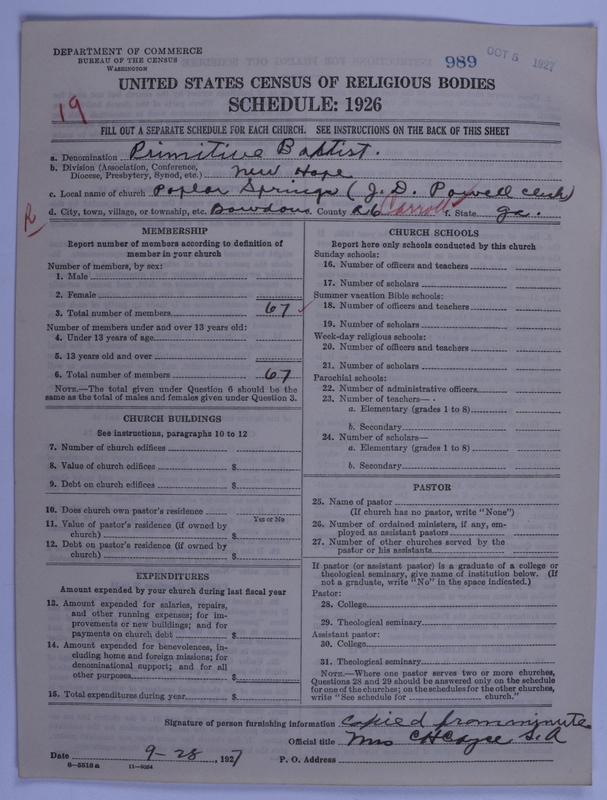 DEPARTMENT OF COMMERCE
BUREAU OF THE CENSUS
WASHINGTON
989
OCT 5 1927
UNITED STATES CENSUS OF RELIGIOUS BODIES
SCHEDULE: 1926
19
FILL OUT A SEPARATE SCHEDULE FOR EACH CHURCH. SEE INSTRUCTIONS ON THE BACK OF THIS SHEET
a. Denomination Primitive Baptist.
b. Division (Association, Conference, Diocese, Presbytery, Synod, etc.) New Hope
c. Local name of church Poplar Springs (J. D. Powell clerk)
R
d. City, town, village, or township, etc. Bowdon County Carroll f. State Ga.
MEMBERSHIP
Report number of members according to definition of
member in your church
Number of members, by sex:
1. Male
2. Female
3. Total number of members 67 ✓
Number of members under and over 13 years old:
4. Under 13 years of age
5. 13 years old and over
6. Total number of members 67
NOTE.—The total given under Question 6 should be the
same as the total of males and females given under Question 3.
CHURCH BUILDINGS
See instructions, paragraphs 10 to 12
7. Number of church edifices
8. Value of church edifices $
9. Debt on church edifices $
10. Does church own pastor's residence
Yes or No
11. Value of pastor's residence (if owned by
church) $
12. Debt on pastor's residence (if owned by
church) $
EXPENDITURES
Amount expended by your church during last fiscal year
13. Amount expended for salaries, repairs,
and other running expenses; for im-
provements or new buildings; and for
payments on church debt $
14. Amount expended for benevolences, in-
cluding home and foreign missions; for
denominational support; and for all
other purposes $
15. Total expenditures during year $
CHURCH SCHOOLS
Report here only schools conducted by this church
Sunday schools:
16. Number of officers and teachers
17. Number of scholars
Summer vacation Bible schools:
18. Number of officers and teachers
19. Number of scholars
Week-day religious schools:
20. Number of officers and teachers
21. Number of scholars
Parochial schools:
22. Number of administrative officers
23. Number of teachers—
a. Elementary (grades 1 to 8)
b. Secondary
24. Number of scholars—
a. Elementary (grades 1 to 8)
b. Secondary
PASTOR
25. Name of pastor
(If church has no pastor, write "None")
26. Number of ordained ministers, if any, em-
ployed as assistant pastors
27. Number of other churches served by the
pastor or his assistants
If pastor (or assistant pastor) is a graduate of a college or
theological seminary, give name of institution below. (If
not a graduate, write "No" in the space indicated.)
Pastor:
28. College
29. Theological seminary
Assistant pastor:
30. College
31. Theological seminary
NOTE.—Where one pastor serves two or more churches,
Questions 28 and 29 should be answered only on the schedule
for one of the churches; on the schedules for the other churches,
write "See schedule for church."
Signature of person furnishing information Copied from minute
Official title Mrs C H Cayce S. A
Date 9-28, 1927 P. O. Address
8-5518 a 11-9054